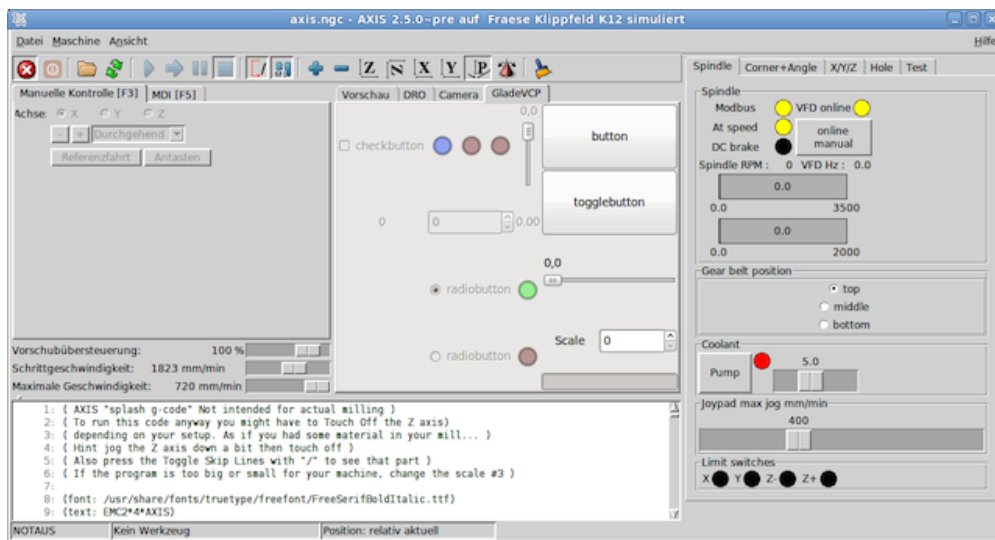 axis.ngc - AXIS 2.5.0~pre auf Fraese Klippfeld K12 simuliert
Datei Maschine Ansicht Hilfe
Z N X Y P
Manuelle Kontrolle [F3] MDI [F5]
Achse: X Y Z
- + Durchgehend
Referenzfahrt Antasten
Vorschubübersteuerung: 100 %
Schrittgeschwindigkeit: 1823 mm/min
Maximale Geschwindigkeit: 720 mm/min
Vorschau DRO Camera GladeVCP
0,0
checkbutton
button
togglebutton
0 0 0.00
0,0
radiobutton
radiobutton
Scale 0
Spindle Corner+Angle X/Y/Z Hole Test
Spindle
Modbus VFD online
At speed
DC brake
online
manual
Spindle RPM : 0 VFD Hz : 0.0
0.0
0.0 3500
0.0
0.0 2000
Gear belt position
top
middle
bottom
Coolant
Pump 5.0
Joypad max jog mm/min
400
Limit switches
X Y Z- Z+
1: ( AXIS "splash g-code" Not intended for actual milling )
2: ( To run this code anyway you might have to Touch Off the Z axis)
3: ( depending on your setup. As if you had some material in your mill... )
4: ( Hint jog the Z axis down a bit then touch off )
5: ( Also press the Toggle Skip Lines with "/" to see that part )
6: ( If the program is too big or small for your machine, change the scale #3 )
7:
8: (font: /usr/share/fonts/truetype/freefont/FreeSerifBoldItalic.ttf)
9: (text: EMC2*4*AXIS)
NOTAUS Kein Werkzeug Position: relativ aktuell